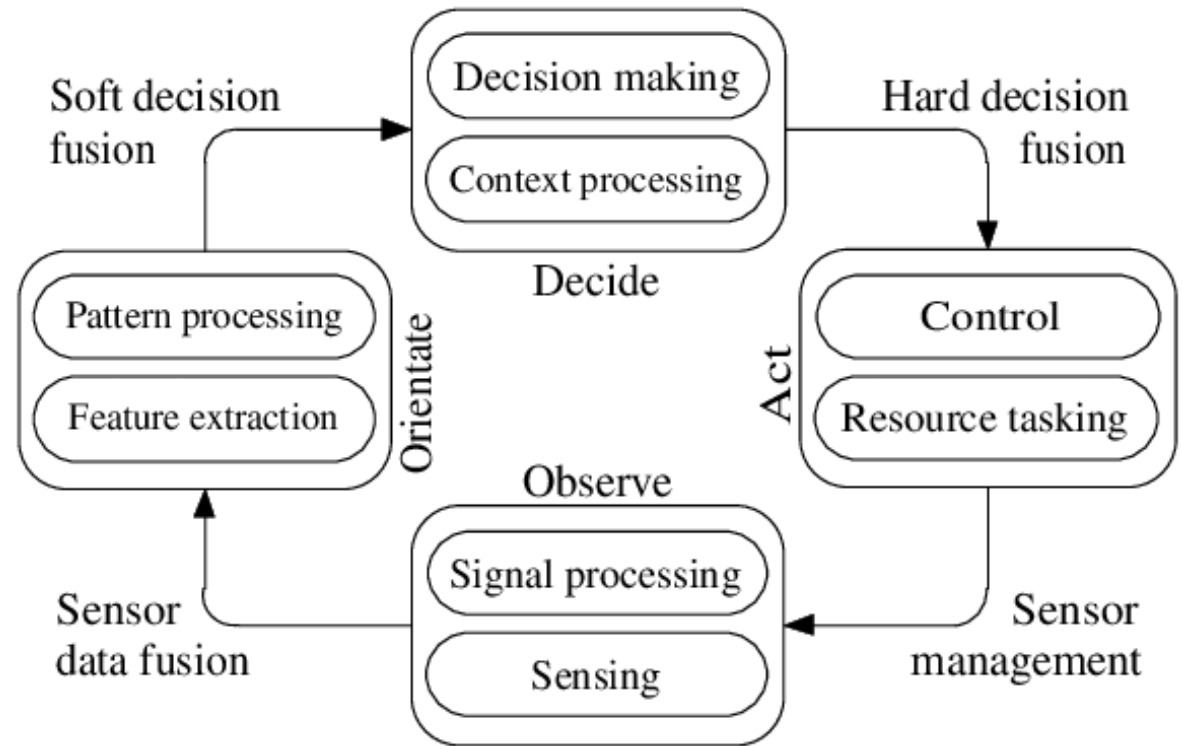 Soft decision
fusion
Decision making
Context processing
Decide
Hard decision
fusion
Pattern processing
Feature extraction
Orientate
Control
Resource tasking
Act
Observe
Signal processing
Sensing
Sensor
data fusion
Sensor
management